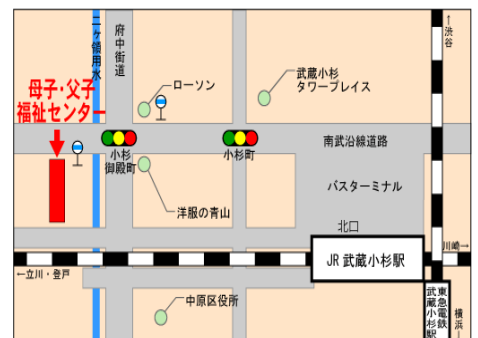 二ヶ領用水
府中街道
↑渋谷
母子・父子
福祉センター
ローソン
武蔵小杉
タワープレイス
小杉
御殿町
小杉町
南武沿線道路
バスターミナル
洋服の青山
北口
川崎→
JR 武蔵小杉駅
←立川・登戸
中原区役所
東急電鉄
武蔵小杉駅
横浜